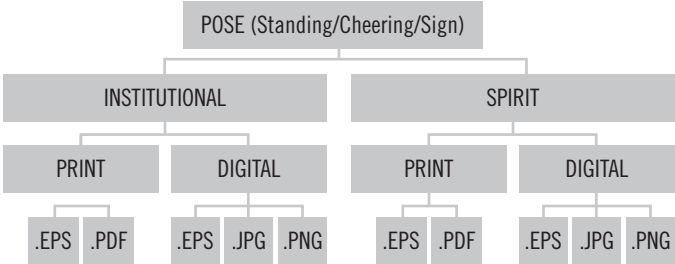 POSE (Standing/Cheering/Sign)
INSTITUTIONAL SPIRIT
PRINT DIGITAL PRINT DIGITAL
.EPS .PDF .EPS .JPG .PNG .EPS .PDF .EPS .JPG .PNG